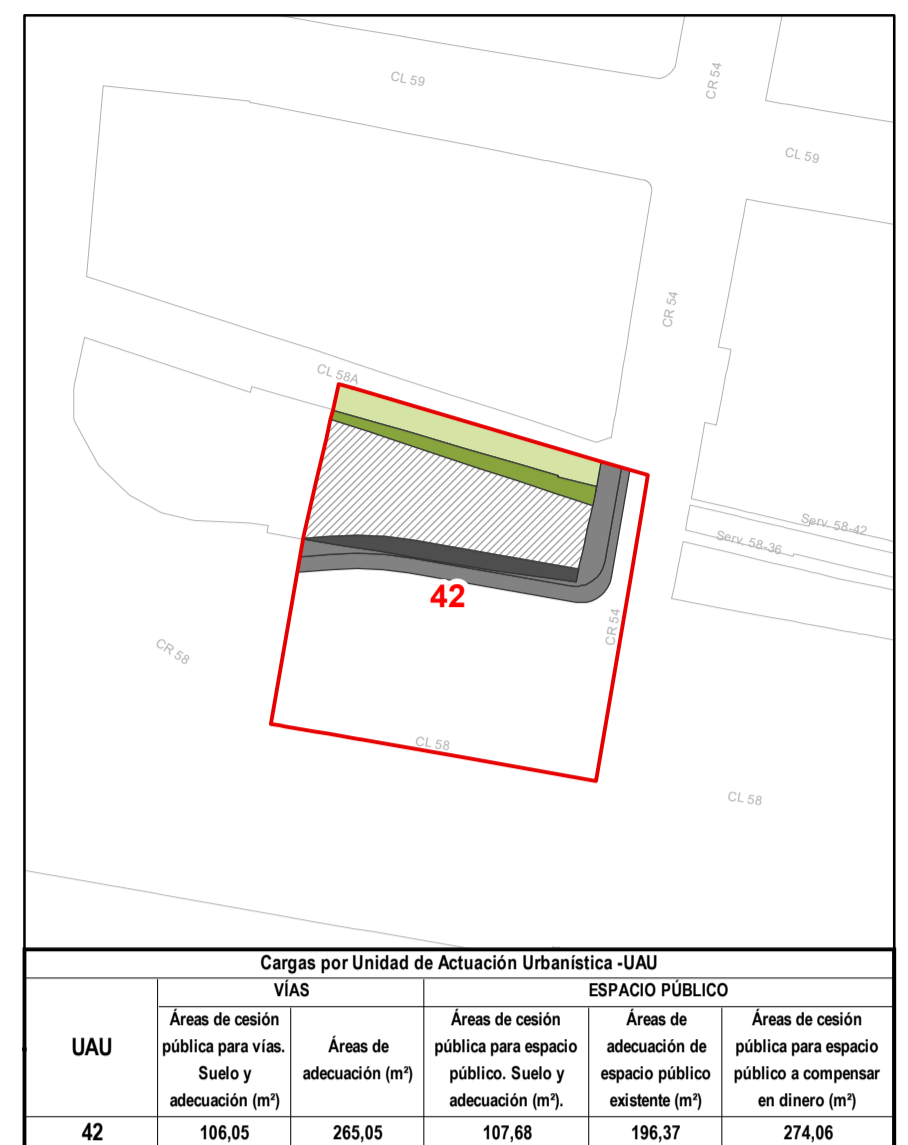 CL 59
CR 54
CL 59
CR 54
CL 58A
Serv. 58-42
Serv. 58-36
42
CR 54
CR 58
CL 58
CL 58
Cargas por Unidad de Actuación Urbanística -UAU
VÍAS
ESPACIO PÚBLICO
UAU
Áreas de cesión
pública para vías.
Suelo y
adecuación (m²)
Áreas de
adecuación (m²)
Áreas de cesión
pública para espacio
público. Suelo y
adecuación (m²).
Áreas de
adecuación de
espacio público
existente (m²)
Áreas de cesión
pública para espacio
público a compensar
en dinero (m²)
42
106,05
265,05
107,68
196,37
274,06